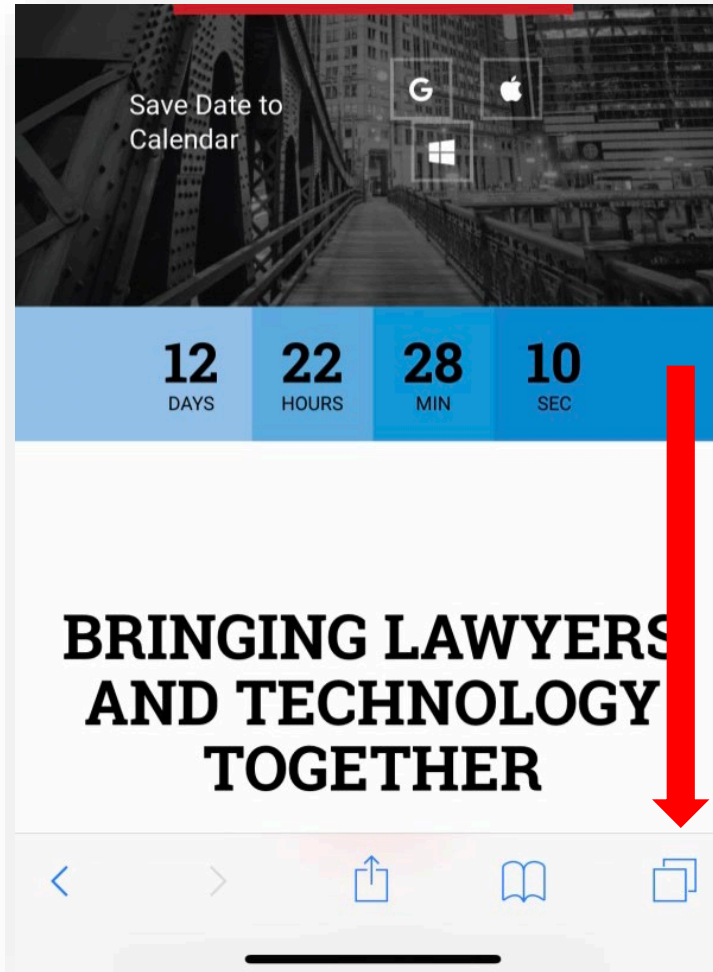 Save Date to
Calendar
G
12 22 28 10
DAYS HOURS MIN SEC
BRINGING LAWYERS
AND TECHNOLOGY
TOGETHER